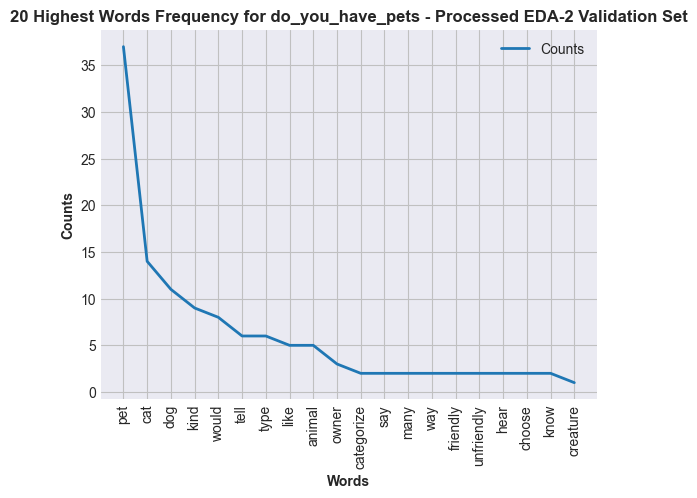 20 Highest Words Frequency for do_you_have_pets - Processed EDA-2 Validation Set
Counts
35
30
25
20
15
10
5
0
Counts
pet
cat
dog
kind
would
tell
type
like
animal
owner
categorize
say
many
way
friendly
unfriendly
hear
choose
know
creature
Words